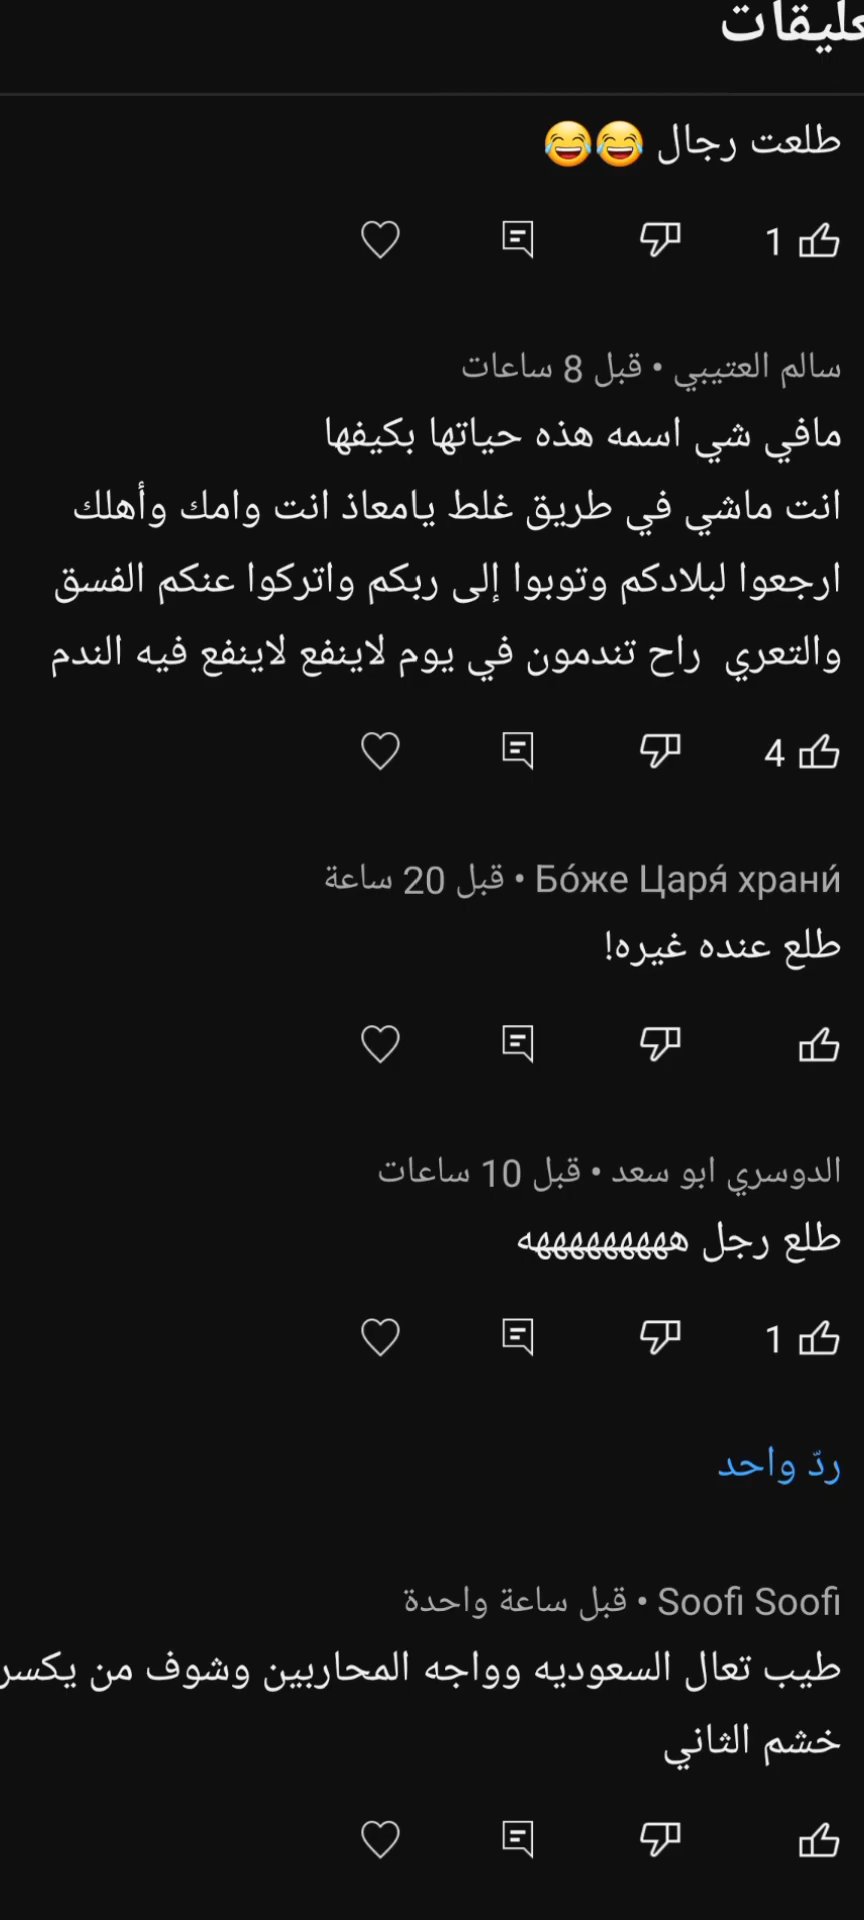 عليقات
طلعت رجال 😂😂
1
سالم العتيبي • قبل 8 ساعات
مافي شي اسمه هذه حياتها بكيفها
انت ماشي في طريق غلط يامعاذ انت وامك وأهلك
ارجعوا لبلادكم وتوبوا إلى ربكم واتركوا عنكم الفسق
والتعري راح تندمون في يوم لاينفع لاينفع فيه الندم
4
Бо́же Царя́ храни́ • قبل 20 ساعة
طلع عنده غيره!
الدوسري ابو سعد • قبل 10 ساعات
طلع رجل هههههههههه
1
ردّ واحد
Soofi Soofi • قبل ساعة واحدة
طيب تعال السعوديه وواجه المحاربين وشوف من يكسر
خشم الثاني